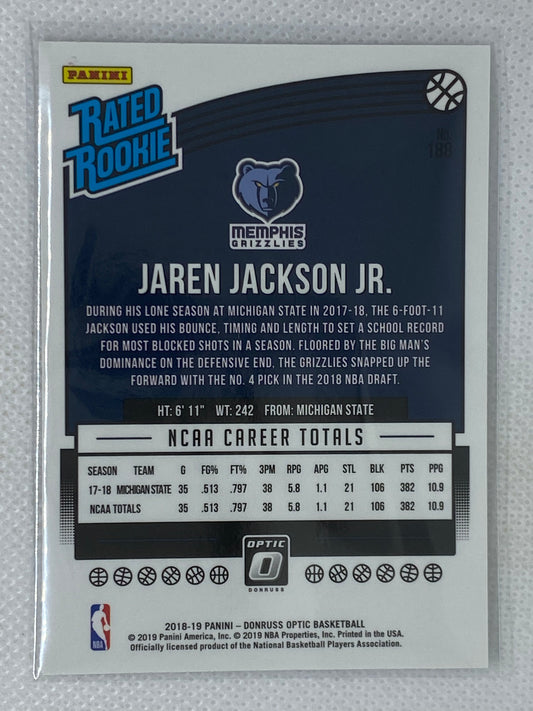 PANINI
RATED
ROOKIE
No.
188
MEMPHIS
GRIZZLIES
JAREN JACKSON JR.
DURING HIS LONE SEASON AT MICHIGAN STATE IN 2017-18, THE 6-FOOT-11
JACKSON USED HIS BOUNCE, TIMING AND LENGTH TO SET A SCHOOL RECORD
FOR MOST BLOCKED SHOTS IN A SEASON. FLOORED BY THE BIG MAN'S
DOMINANCE ON THE DEFENSIVE END, THE GRIZZLIES SNAPPED UP THE
FORWARD WITH THE NO. 4 PICK IN THE 2018 NBA DRAFT.
HT: 6' 11" WT: 242 FROM: MICHIGAN STATE
NCAA CAREER TOTALS
SEASON TEAM G FG% FT% 3PM RPG APG STL BLK PTS PPG
17-18 MICHIGAN STATE 35 .513 .797 38 5.8 1.1 21 106 382 10.9
NCAA TOTALS 35 .513 .797 38 5.8 1.1 21 106 382 10.9
OPTIC
DONRUSS
NBA
2018-19 PANINI – DONRUSS OPTIC BASKETBALL
© 2019 Panini America, Inc. © 2019 NBA Properties, Inc. Printed in the USA.
Officially licensed product of the National Basketball Players Association.